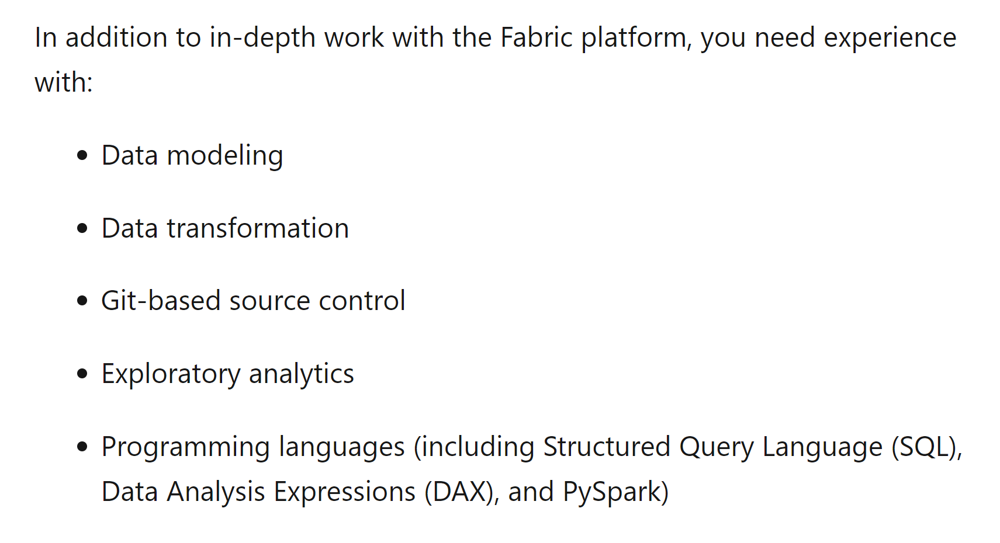 In addition to in-depth work with the Fabric platform, you need experience
with:
• Data modeling
• Data transformation
• Git-based source control
• Exploratory analytics
• Programming languages (including Structured Query Language (SQL),
Data Analysis Expressions (DAX), and PySpark)